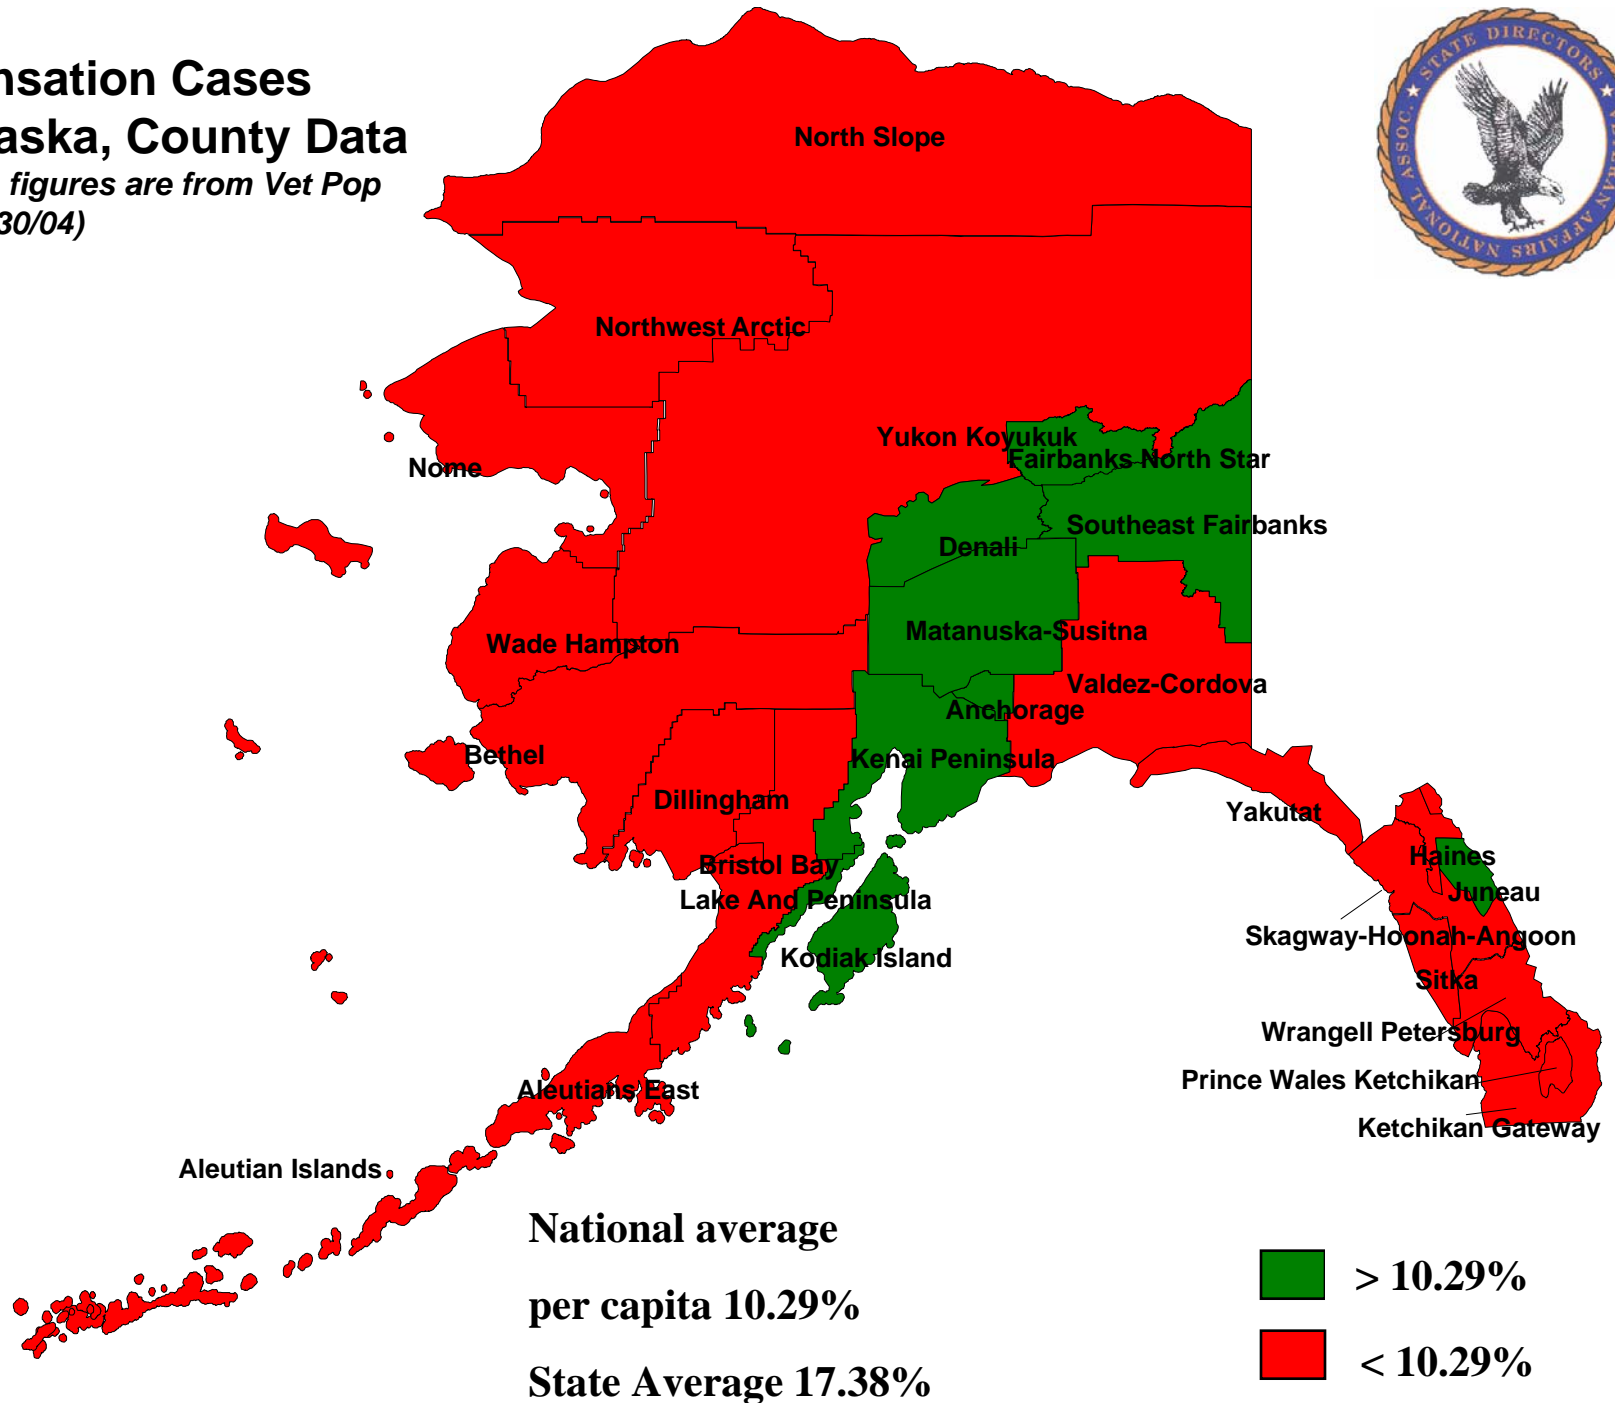 nsation Cases
aska, County Data
figures are from Vet Pop
30/04)
STATE DIRECTORS
AFFAIRS NATIONAL ASSOC.
North Slope
Northwest Arctic
Yukon Koyukuk
Fairbanks North Star
Nome
Southeast Fairbanks
Denali
Matanuska-Susitna
Wade Hampton
Valdez-Cordova
Anchorage
Bethel
Kenai Peninsula
Dillingham
Yakutat
Haines
Bristol Bay
Juneau
Lake And Peninsula
Skagway-Hoonah-Angoon
Kodiak Island
Sitka
Wrangell Petersburg
Prince Wales Ketchikan
Aleutians East
Ketchikan Gateway
Aleutian Islands
National average
per capita 10.29%
State Average 17.38%
> 10.29%
< 10.29%